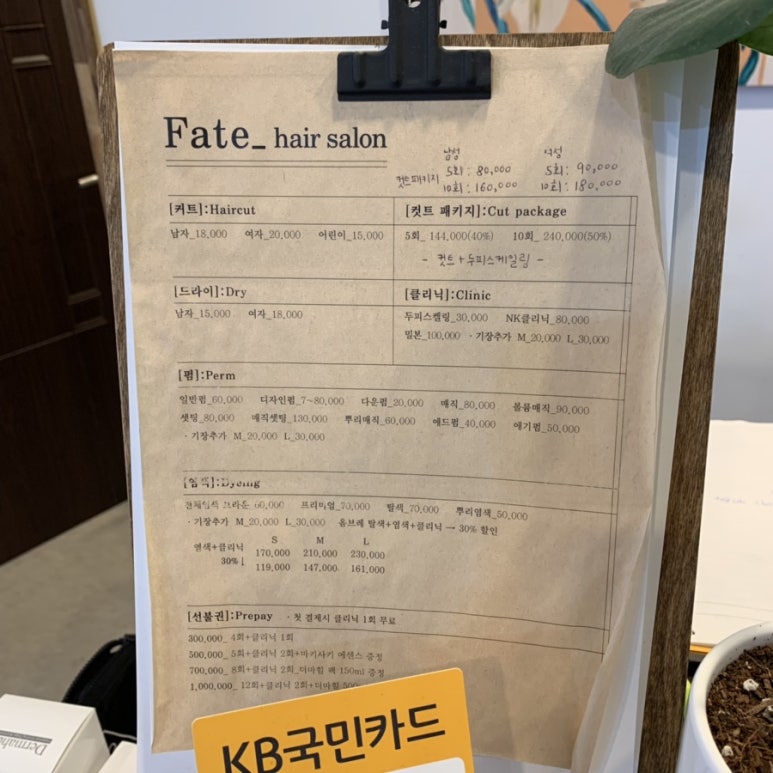 Fate_ hair salon
남성 여성
컷트패키지 5회: 80,000 5회: 90,000
10회: 160,000 10회: 180,000
[커트]:Haircut
남자_18,000 여자_20,000 어린이_15,000
[컷트 패키지]:Cut package
5회_ 144,000(40%) 10회_ 240,000(50%)
- 컷트+두피스케일링 -
[드라이]:Dry
남자_15,000 여자_18,000
[클리닉]:Clinic
두피스켈링_30,000 NK클리닉_80,000
밀본_100,000 ·기장추가 M_20,000 L_30,000
[펌]:Perm
일반펌_60,000 디자인펌_7~80,000 다운펌_20,000 매직_80,000 볼륨매직_90,000
셋팅_80,000 매직셋팅_130,000 뿌리매직_60,000 애드펌_40,000 애기펌_50,000
·기장추가 M_20,000 L_30,000
[염색]:Dyeing
전체염색 브라운_60,000 프리미엄_70,000 탈색_70,000 뿌리염색_50,000
·기장추가 M_20,000 L_30,000 옴브레 탈색+염색+클리닉 → 30% 할인
S M L
염색+클리닉 170,000 210,000 230,000
30%↓ 119,000 147,000 161,000
[선불권]:Prepay ·첫 결제시 클리닉 1회 무료
300,000_ 4회+클리닉 1회
500,000_ 5회+클리닉 2회+마키사키 에센스 증정
700,000_ 8회+클리닉 2회_더마힐 팩 150ml 증정
1,000,000_ 12회+클리닉 2회+더마힐
KB국민카드